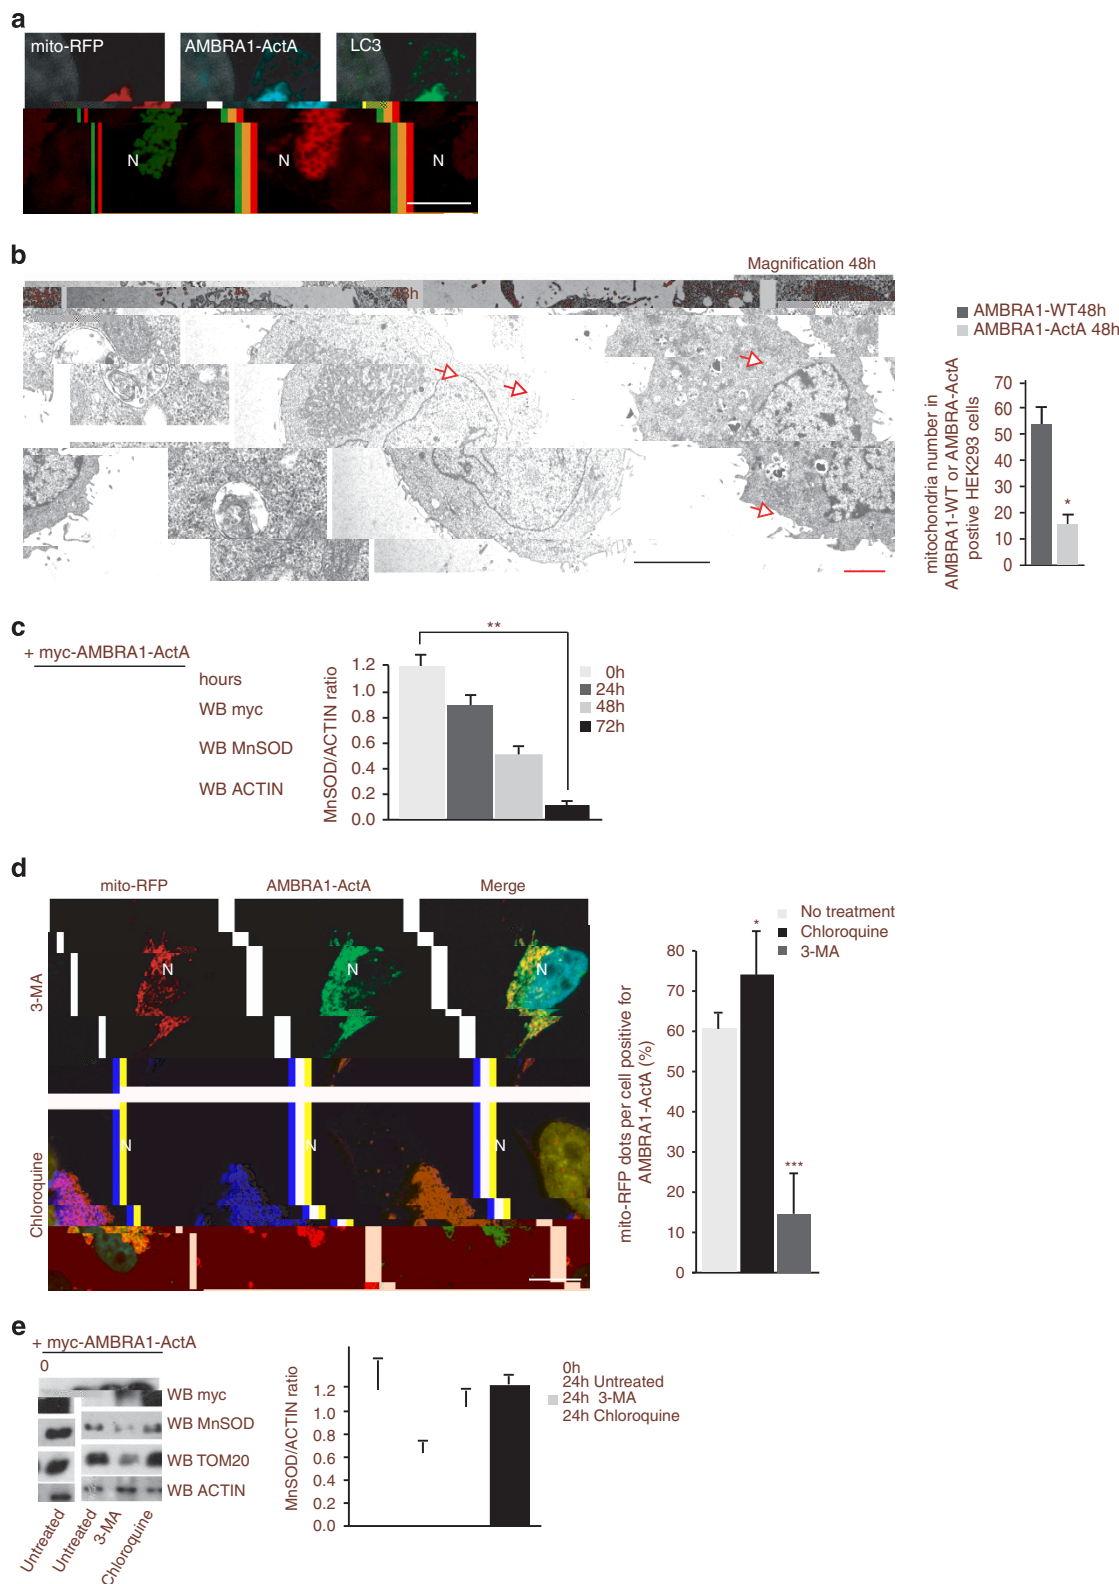 a
mito-RFP
AMBRA1-ActA
LC3
N
N
N
b
Magnification 48h
48h
AMBRA1-WT48h
AMBRA1-ActA 48h
mitochondria number in
AMBRA1-WT or AMBRA-ActA
postive HEK293 cells
70
60
50
40
30
20
10
0
*
c
+ myc-AMBRA1-ActA
hours
WB myc
WB MnSOD
WB ACTIN
MnSOD/ACTIN ratio
1.2
1.0
0.8
0.6
0.4
0.2
0.0
**
0h
24h
48h
72h
d
mito-RFP
AMBRA1-ActA
Merge
3-MA
N
N
N
Chloroquine
N
N
N
No treatment
Chloroquine
3-MA
mito-RFP dots per cell positive for
AMBRA1-ActA (%)
80
70
60
50
40
30
20
10
0
*
***
e
+ myc-AMBRA1-ActA
0
WB myc
WB MnSOD
WB TOM20
WB ACTIN
Untreated
Untreated
3-MA
Chloroquine
MnSOD/ACTIN ratio
1.2
1.0
0.8
0.6
0.4
0.2
0.0
0h
24h Untreated
24h 3-MA
24h Chloroquine